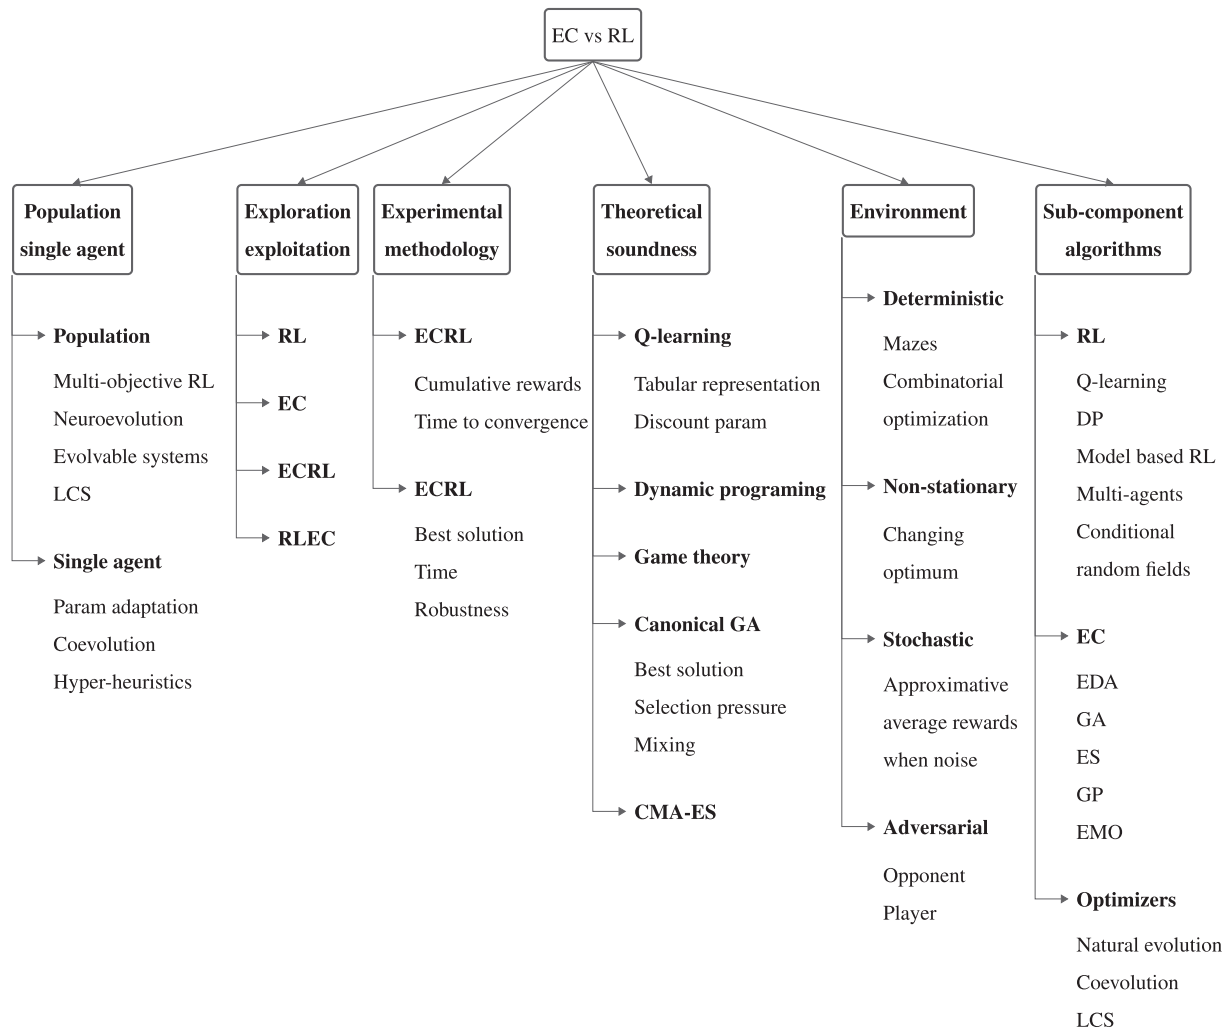 EC vs RL
Population
single agent
Population
Multi-objective RL
Neuroevolution
Evolvable systems
LCS
Single agent
Param adaptation
Coevolution
Hyper-heuristics
Exploration
exploitation
RL
EC
ECRL
RLEC
Experimental
methodology
ECRL
Cumulative rewards
Time to convergence
ECRL
Best solution
Time
Robustness
Theoretical
soundness
Q-learning
Tabular representation
Discount param
Dynamic programing
Game theory
Canonical GA
Best solution
Selection pressure
Mixing
CMA-ES
Environment
Deterministic
Mazes
Combinatorial
optimization
Non-stationary
Changing
optimum
Stochastic
Approximative
average rewards
when noise
Adversarial
Opponent
Player
Sub-component
algorithms
RL
Q-learning
DP
Model based RL
Multi-agents
Conditional
random fields
EC
EDA
GA
ES
GP
EMO
Optimizers
Natural evolution
Coevolution
LCS